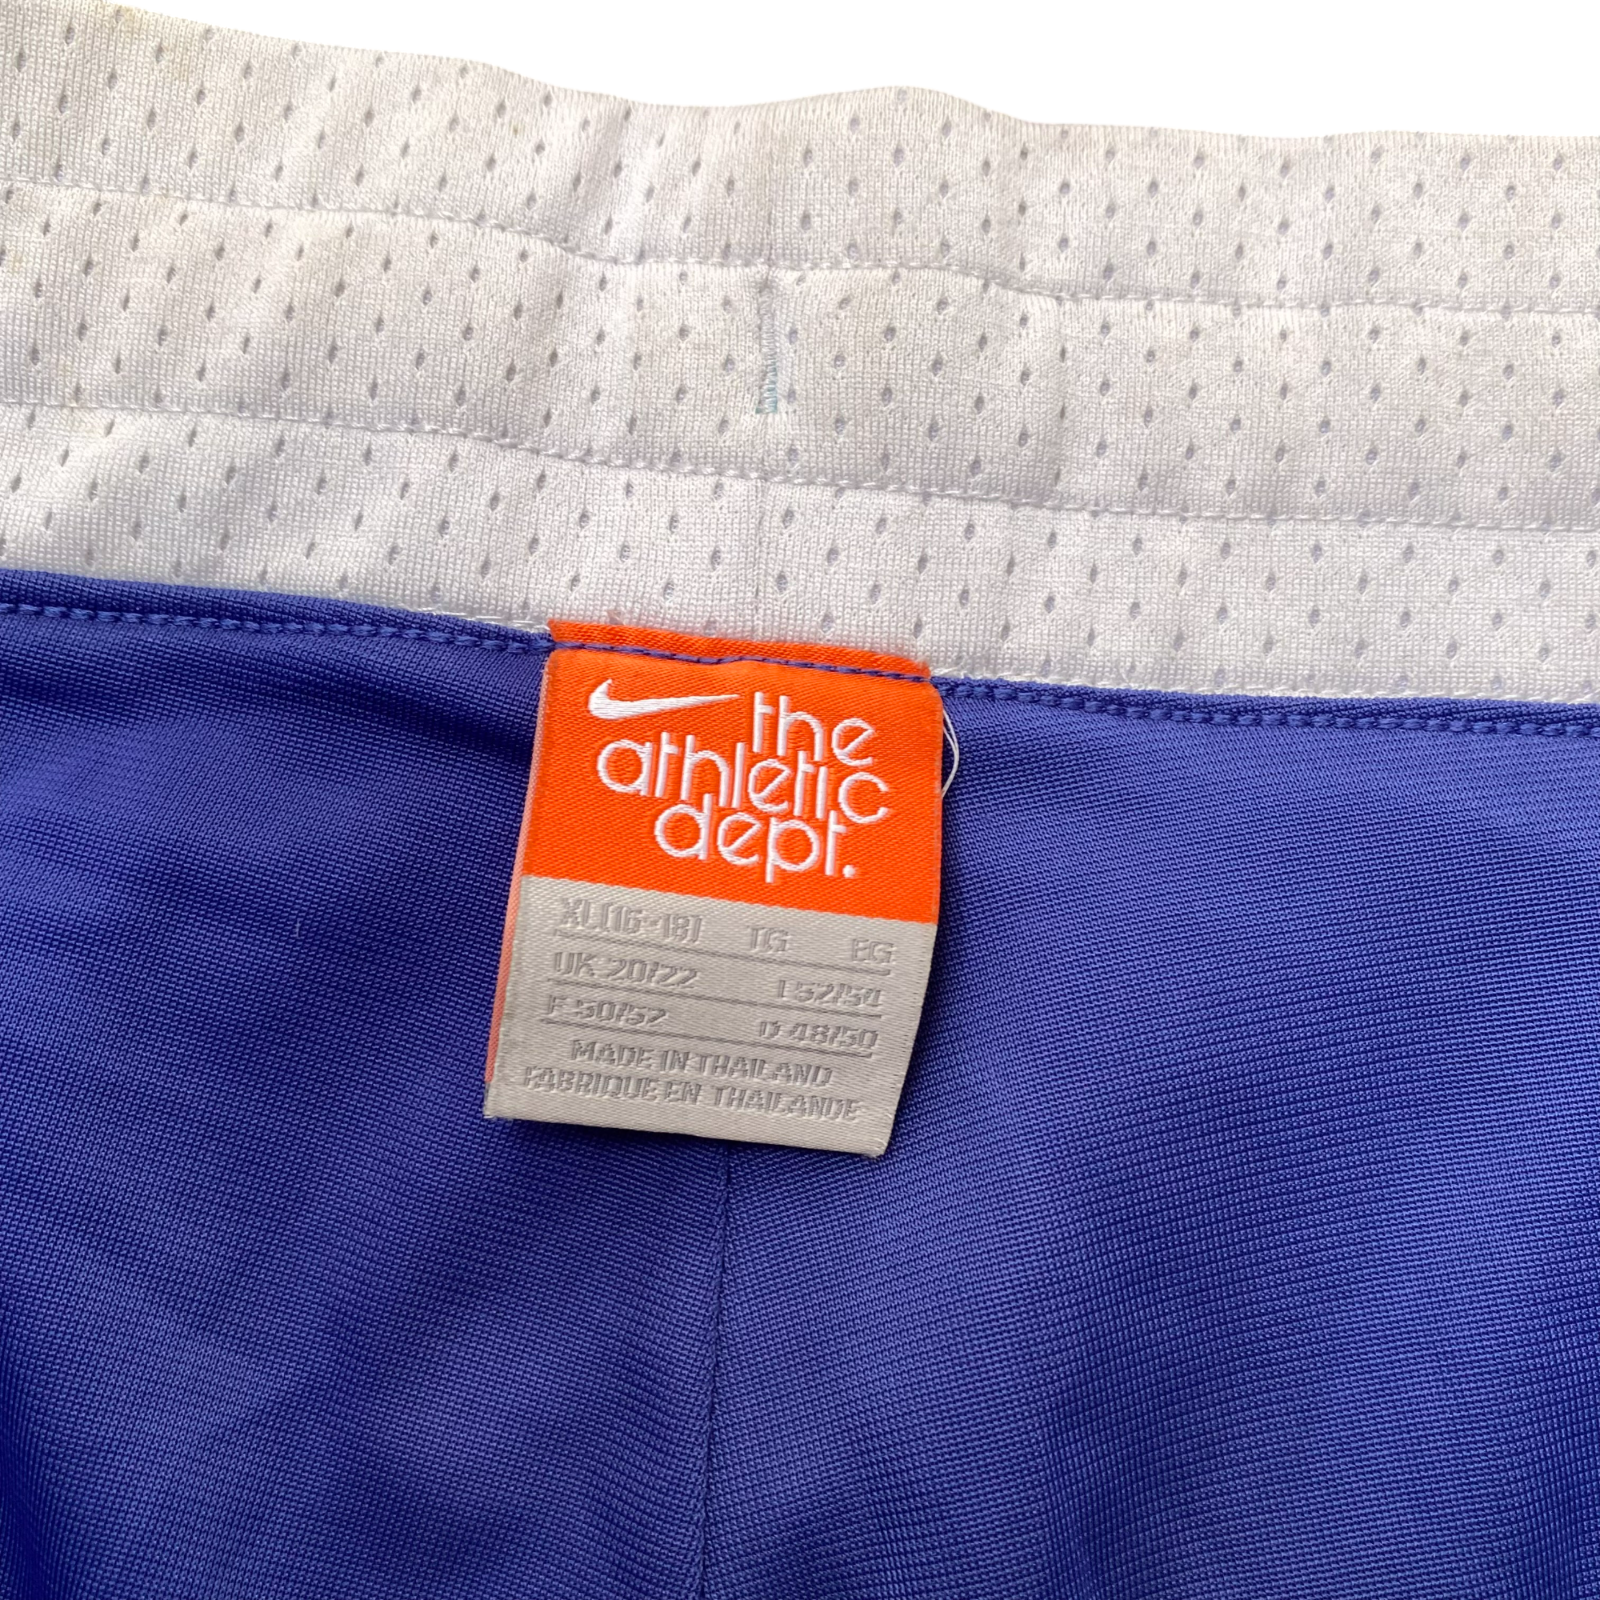 the
athletic
dept.
XL(16-18) TG EG
UK 20/22 I 52/54
F 50/52 D 48/50
MADE IN THAILAND
FABRIQUE EN THAILANDE